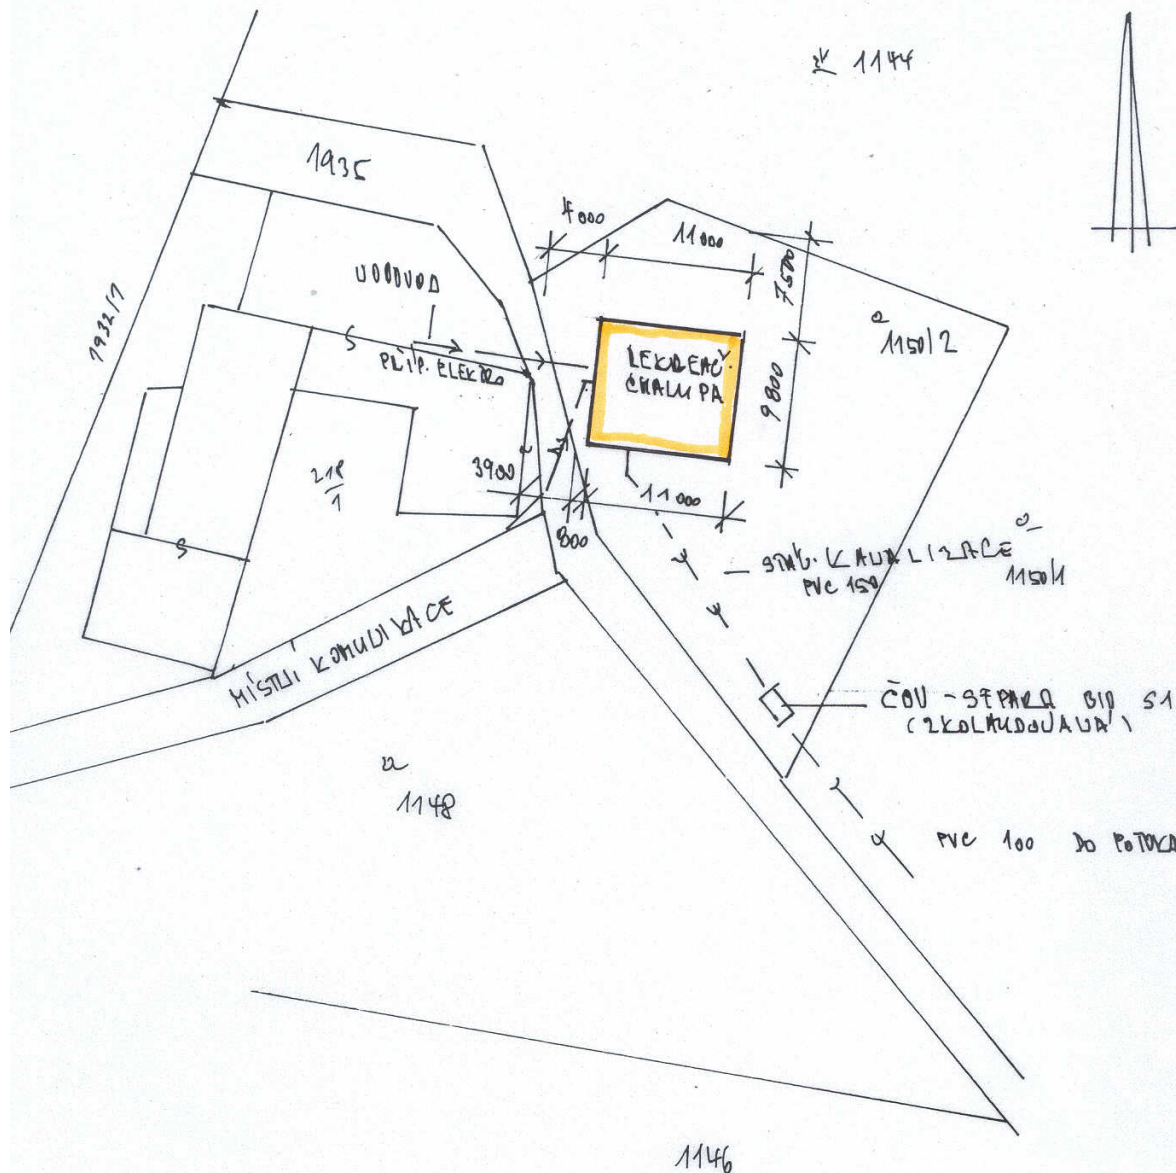 1144
1935
4000
11000
7500
VODOVOD
1932/1
1150/2
PŘÍP. ELEKTRO
REKREAČ.
CHALUPA
9800
3900
218
1
11000
800
STÁV. KANALIZACE
PVC 150
1150/1
MÍSTNÍ KOMUNIKACE
ČOV - SEPARA BIO S1
(ZKOLAUDOVANÁ)
1148
PVC 100 DO POTOKA
1146